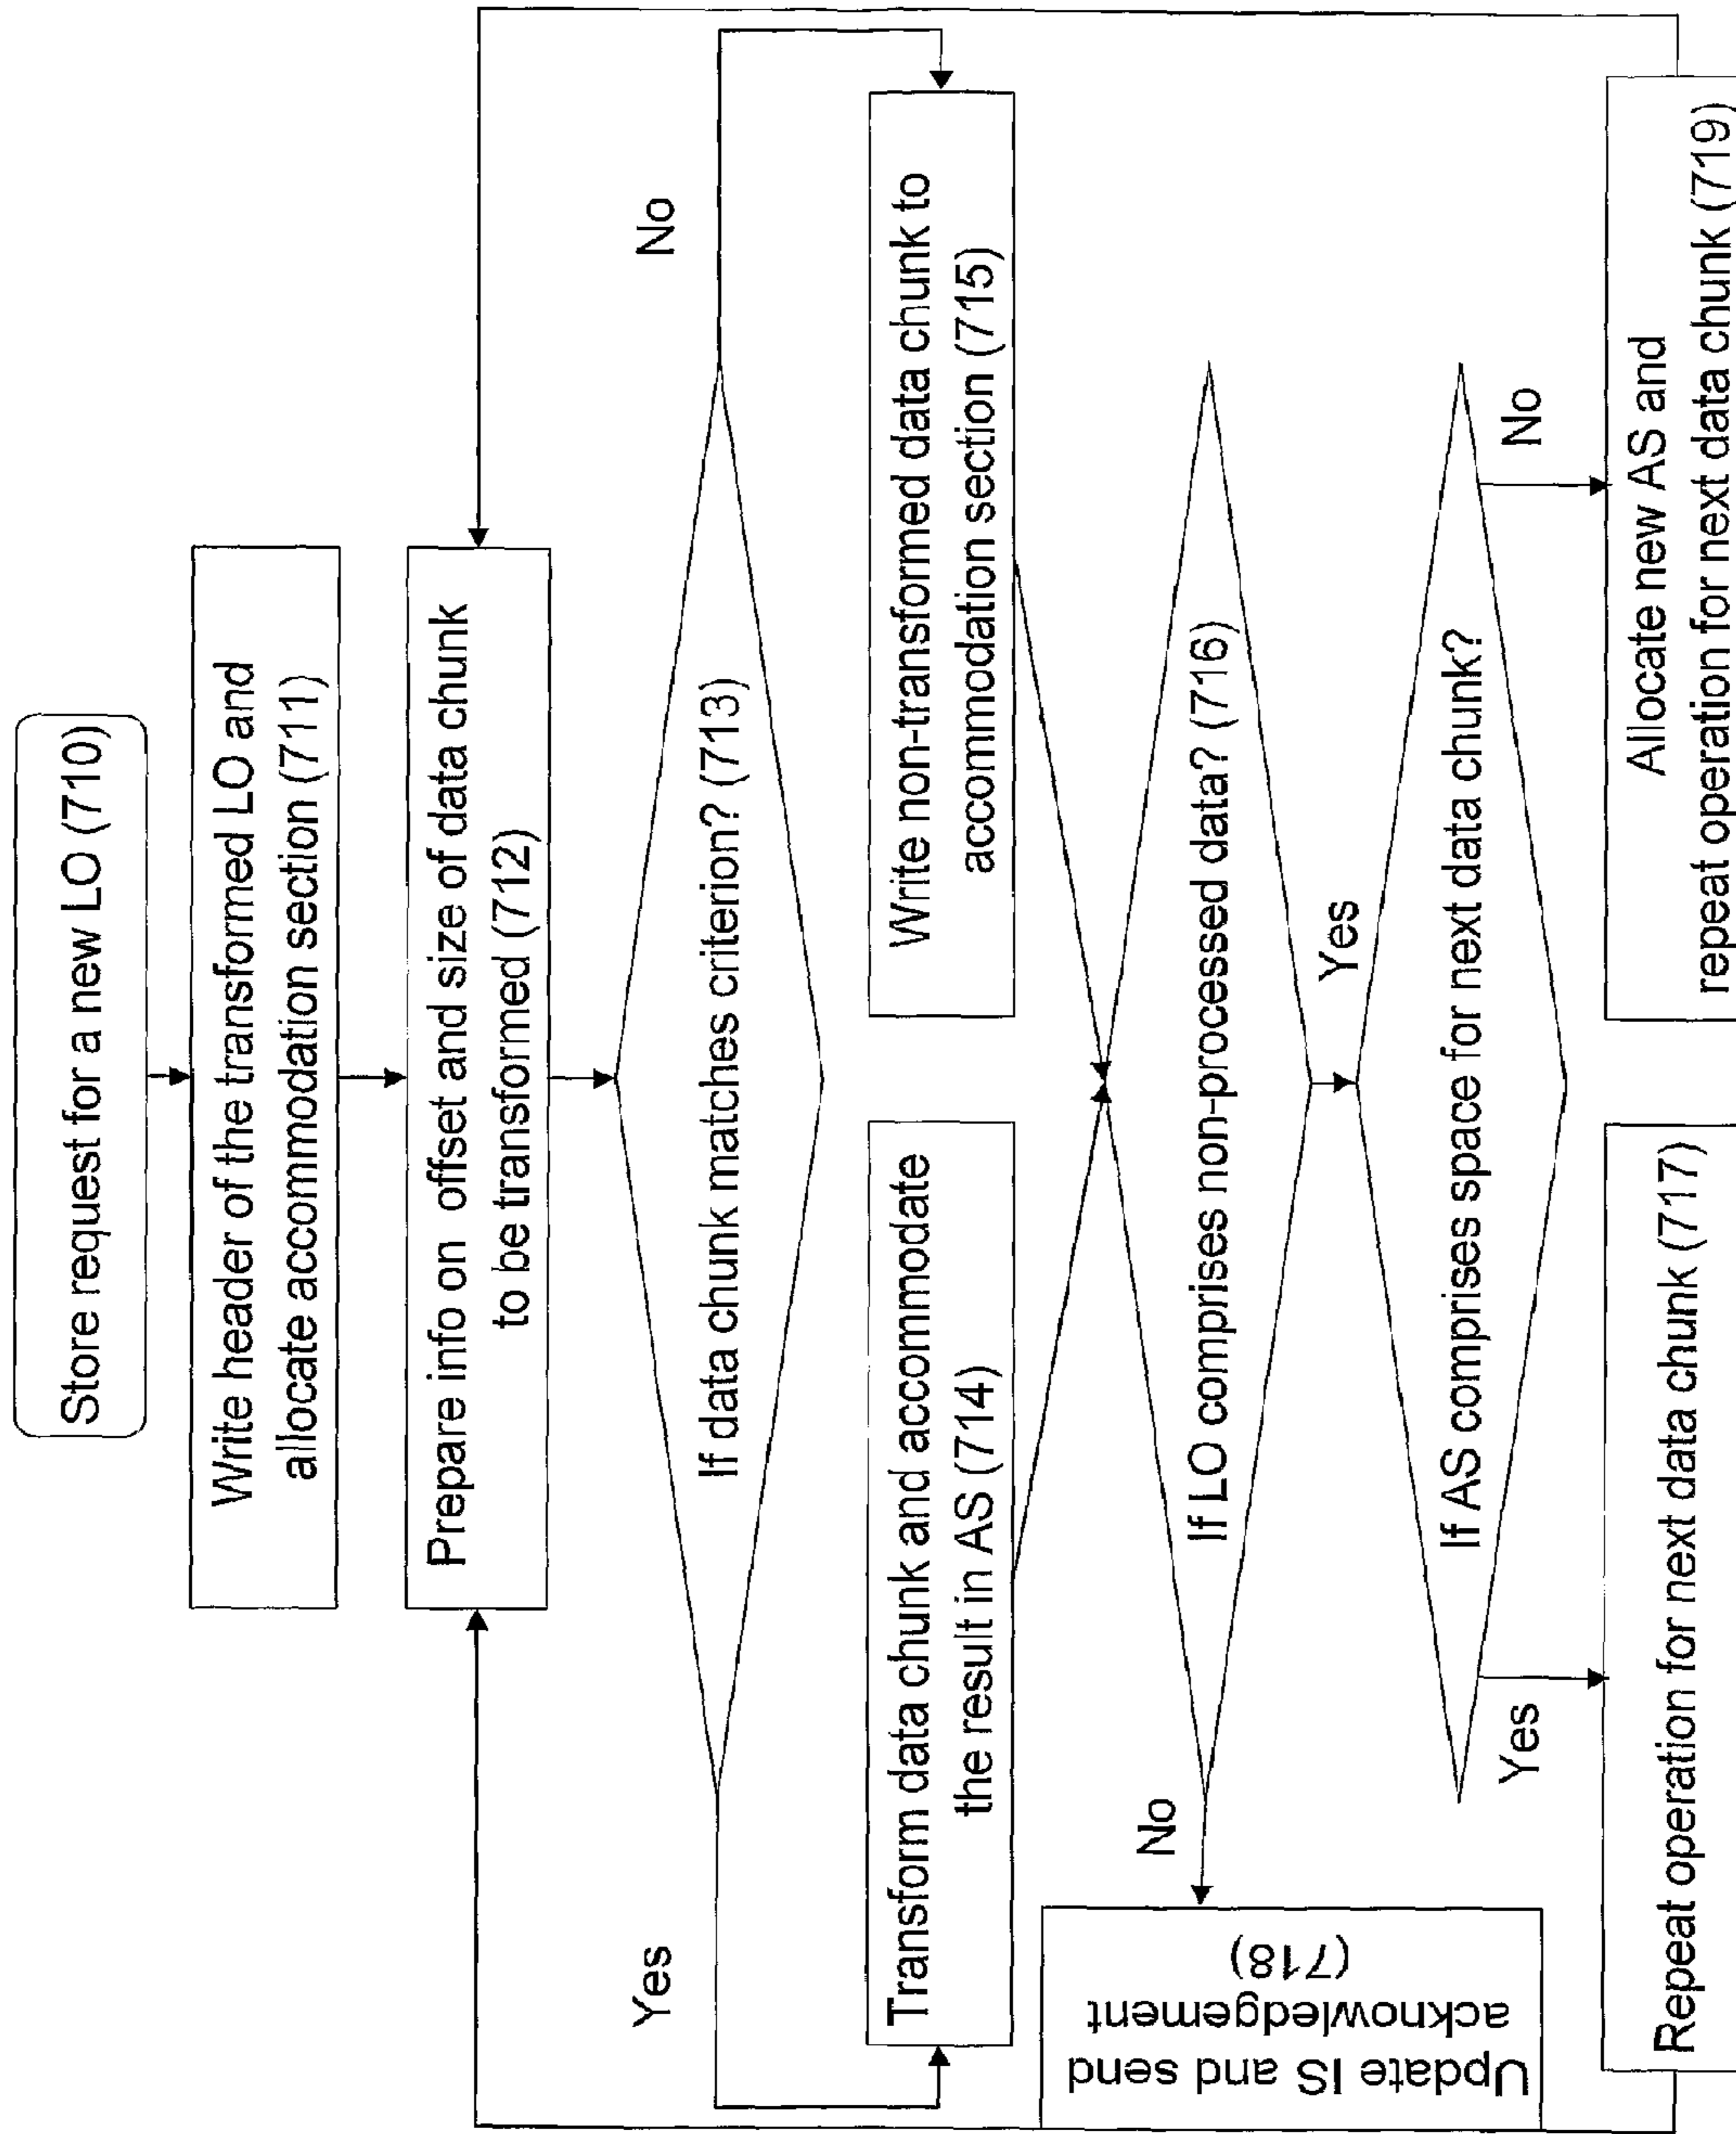 Store request for a new LO (710)
Write header of the transformed LO and
allocate accommodation section (711)
Prepare info on offset and size of data chunk
to be transformed (712)
If data chunk matches criterion? (713)
Yes
No
Transform data chunk and accommodate
the result in AS (714)
Write non-transformed data chunk to
accommodation section (715)
If LO comprises non-processed data? (716)
No
Yes
Update IS and send
acknowledgement
(718)
If AS comprises space for next data chunk?
Yes
No
Repeat operation for next data chunk (717)
Allocate new AS and
repeat operation for next data chunk (719)